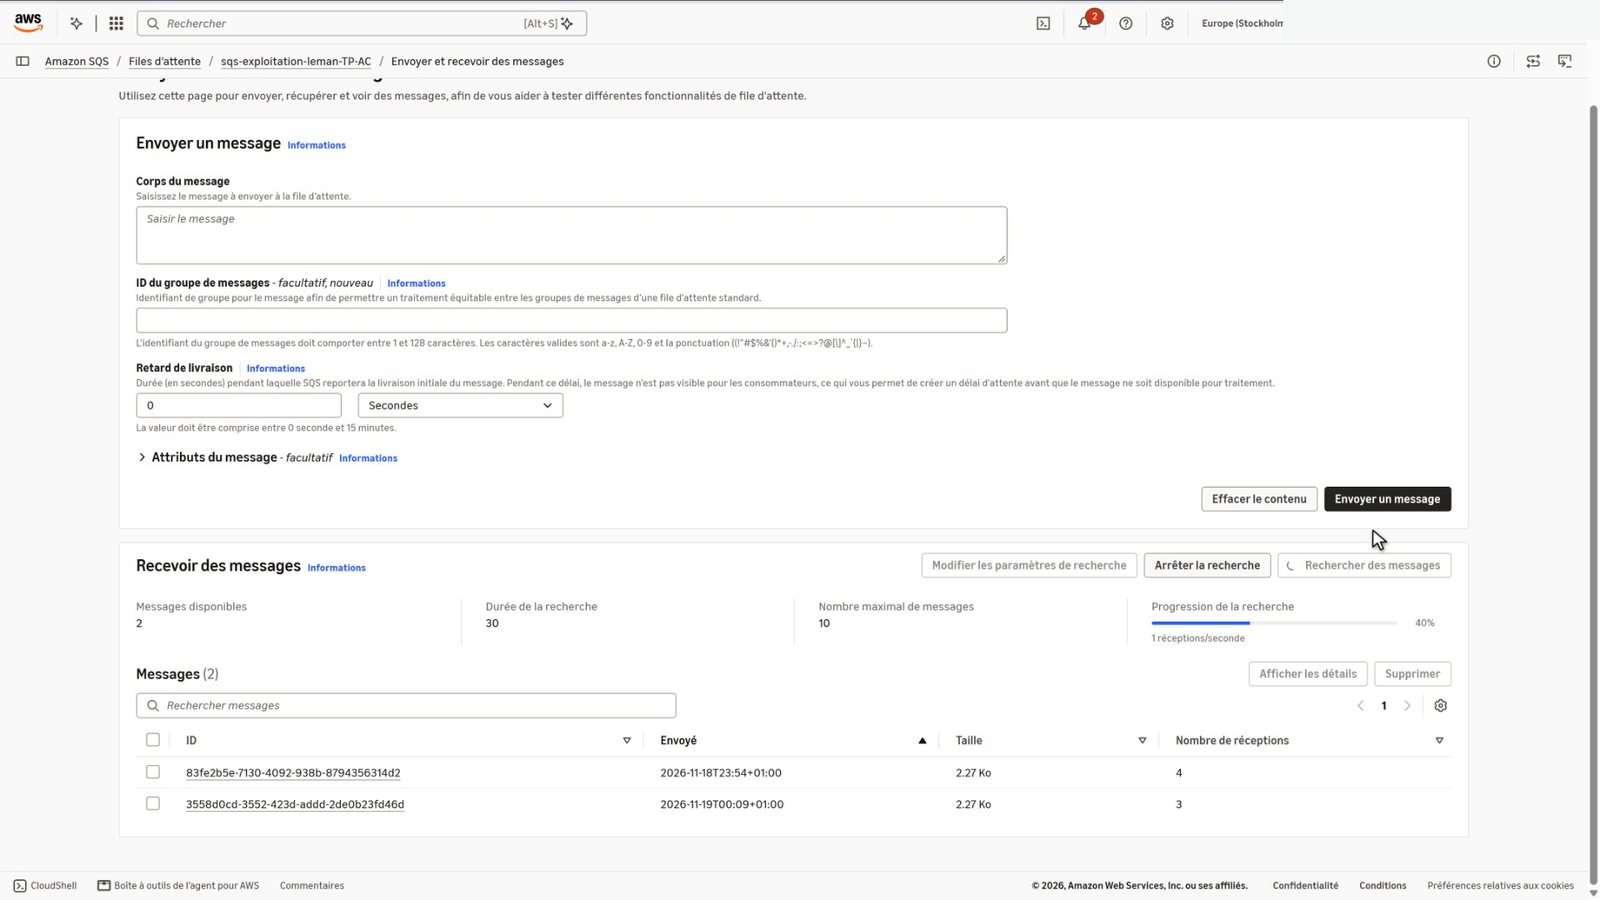 aws
Rechercher [Alt+S]
2
Europe (Stockholm
Amazon SQS / Files d'attente / sqs-exploitation-leman-TP-AC / Envoyer et recevoir des messages
Utilisez cette page pour envoyer, récupérer et voir des messages, afin de vous aider à tester différentes fonctionnalités de file d'attente.
Envoyer un message Informations
Corps du message
Saisissez le message à envoyer à la file d'attente.
Saisir le message
ID du groupe de messages - facultatif, nouveau Informations
Identifiant de groupe pour le message afin de permettre un traitement équitable entre les groupes de messages d'une file d'attente standard.
L'identifiant du groupe de messages doit comporter entre 1 et 128 caractères. Les caractères valides sont a-z, A-Z, 0-9 et la ponctuation
Retard de livraison Informations
Durée (en secondes) pendant laquelle SQS reportera la livraison initiale du message. Pendant ce délai, le message n'est pas visible pour les consommateurs, ce qui vous permet de créer un délai d'attente avant que le message ne soit disponible pour traitement.
0 Secondes
La valeur doit être comprise entre 0 seconde et 15 minutes.
Attributs du message - facultatif Informations
Effacer le contenu Envoyer un message
Recevoir des messages Informations Modifier les paramètres de recherche Arrêter la recherche Rechercher des messages
Messages disponibles Durée de la recherche Nombre maximal de messages Progression de la recherche
2 30 10 40%
1 réceptions/seconde
Messages (2) Afficher les détails Supprimer
Rechercher messages 1
ID Envoyé Taille Nombre de réceptions
83fe2b5e-7130-4092-938b-8794356314d2 2026-11-18T23:54+01:00 2.27 Ko 4
3558d0cd-3552-423d-addd-2de0b23fd46d 2026-11-19T00:09+01:00 2.27 Ko 3
CloudShell Boîte à outils de l'agent pour AWS Commentaires © 2026, Amazon Web Services, Inc. ou ses affiliés. Confidentialité Conditions Préférences relatives aux cookies